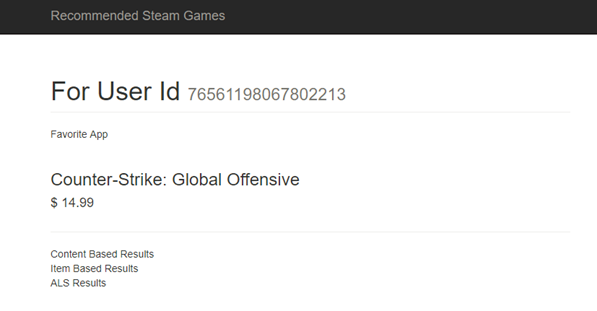 Recommended Steam Games
For User Id 76561198067802213
Favorite App
Counter-Strike: Global Offensive
$ 14.99
Content Based Results
Item Based Results
ALS Results